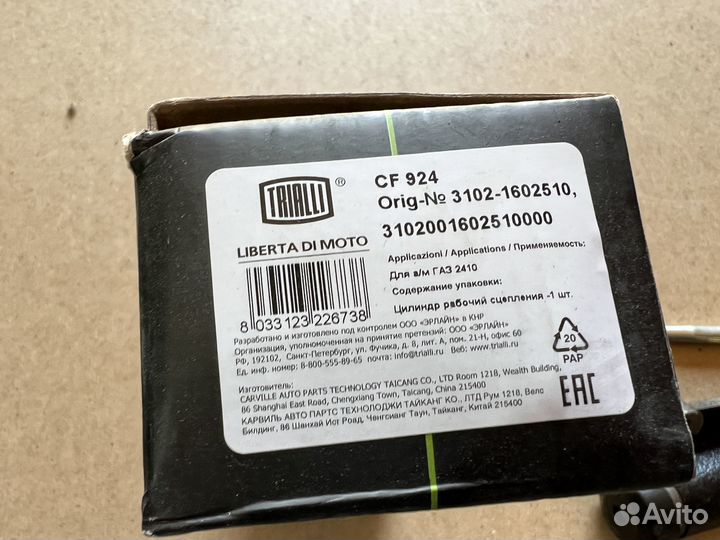 TRIALLI ®
LIBERTA DI MOTO
CF 924
Orig-№ 3102-1602510,
3102001602510000
Applicazioni / Applications / Применяемость:
Для а/м ГАЗ 2410
Содержание упаковки:
Цилиндр рабочий сцепления -1 шт.
8 033123 226738
Разработано и изготовлено под контролем ООО «ЭРЛАЙН» в КНР
Организация, уполномоченная на принятие претензий: ООО «ЭРЛАЙН»
РФ, 192102, Санкт-Петербург, ул. Фучика, д. 8, лит. А, пом. 21-Н, офис 60
Ед. инф. номер: 8-800-555-89-65 почта: info@trialli.ru Веб: www.trialli.ru
Изготовитель:
CARVILLE AUTO PARTS TECHNOLOGY TAICANG CO., LTD Room 1218, Wealth Building,
86 Shanghai East Road, Chengxiang Town, Taicang, China 215400
КАРВИЛЬ АВТО ПАРТС ТЕХНОЛОДЖИ ТАЙКАНГ КО., ЛТД Рум 1218, Велс
Билдинг, 86 Шанхай Ист Роад, Ченгсианг Таун, Тайканг, Китай 215400
20
PAP
EAC
Avito